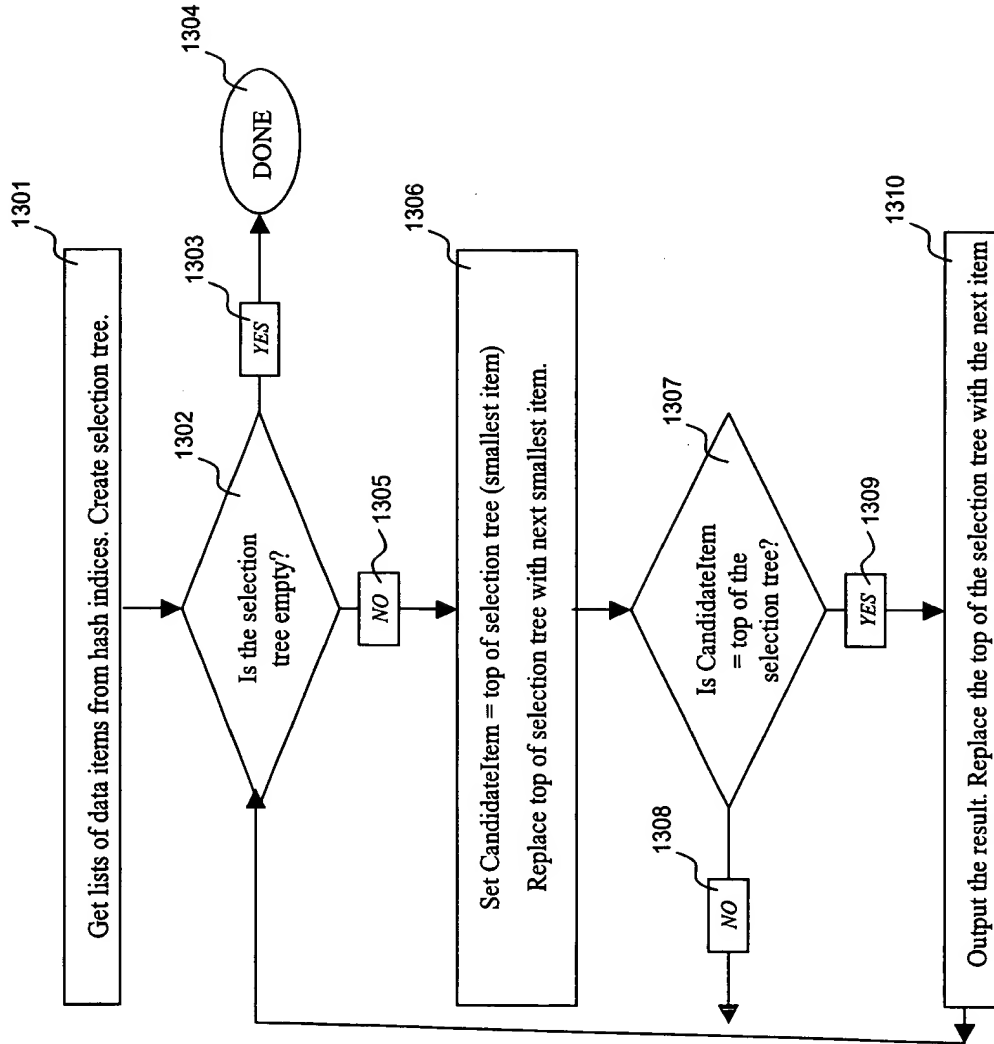 1301
Get lists of data items from hash indices. Create selection tree.
1302
Is the selection
tree empty?
1303
YES
1304
DONE
1305
NO
1306
Set CandidateItem = top of selection tree (smallest item)
Replace top of selection tree with next smallest item.
1307
Is CandidateItem
= top of the
selection tree?
1308
NO
1309
YES
1310
Output the result. Replace the top of the selection tree with the next item